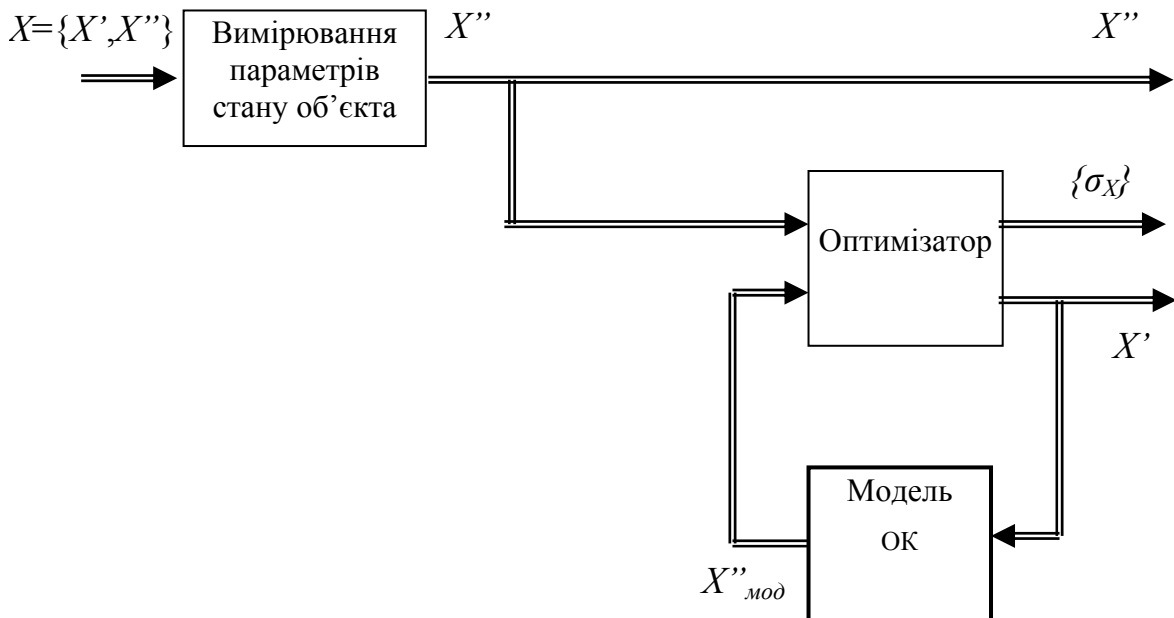 X={X’,X”}
Вимірювання
параметрів
стану об’єкта
X”
X”
{σX}
Оптимізатор
X’
Модель
ОК
X”мод